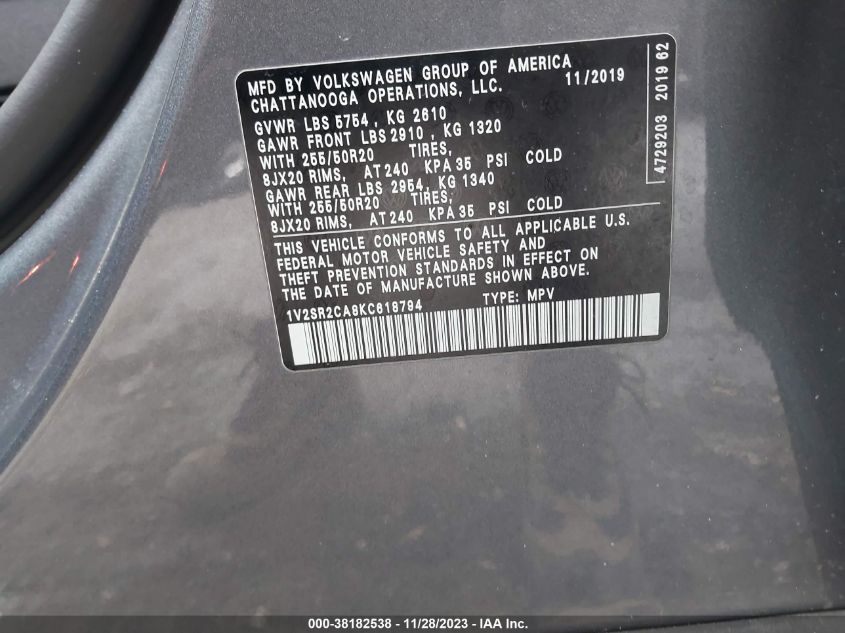 MFD BY VOLKSWAGEN GROUP OF AMERICA
CHATTANOOGA OPERATIONS, LLC. 11/2019
GVWR LBS 5754 , KG 2610
GAWR FRONT LBS 2910 , KG 1320
WITH 255/50R20 TIRES,
8JX20 RIMS, AT 240 KPA 35 PSI COLD
GAWR REAR LBS 2954, KG 1340
WITH 255/50R20 TIRES,
8JX20 RIMS, AT 240 KPA 35 PSI COLD
THIS VEHICLE CONFORMS TO ALL APPLICABLE U.S.
FEDERAL MOTOR VEHICLE SAFETY AND
THEFT PREVENTION STANDARDS IN EFFECT ON
THE DATE OF MANUFACTURE SHOWN ABOVE.
1V2SR2CA8KC618794 TYPE: MPV
4729203 2019 62
000-38182538 - 11/28/2023 - ©IAA, Inc.